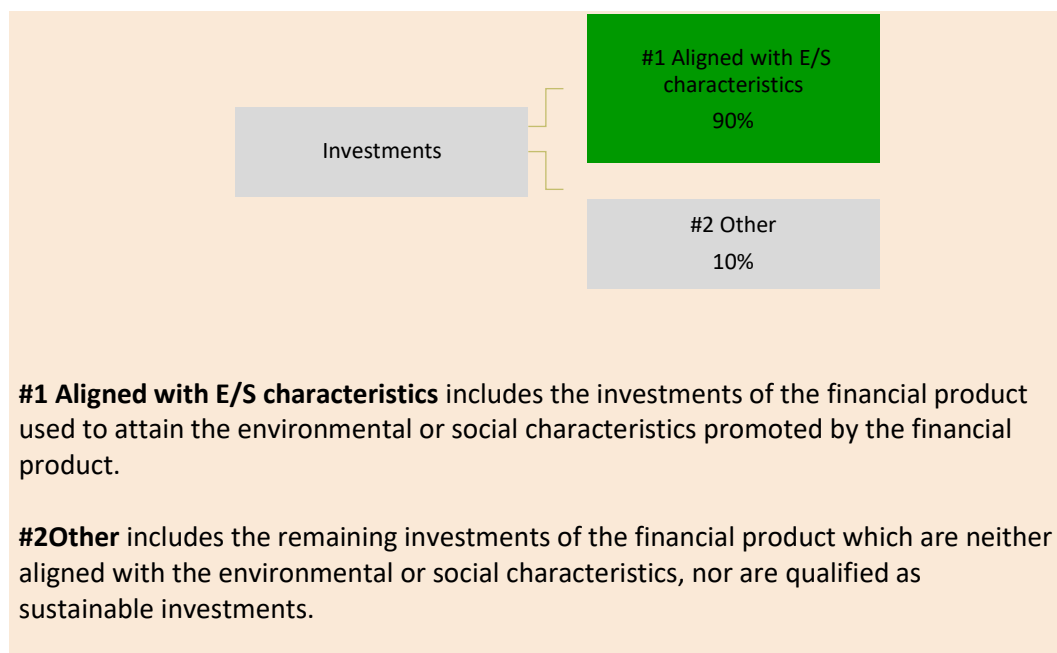 #1 Aligned with E/S
characteristics
90%
Investments
#2 Other
10%
#1 Aligned with E/S characteristics includes the investments of the financial product
used to attain the environmental or social characteristics promoted by the financial
product.
#2Other includes the remaining investments of the financial product which are neither
aligned with the environmental or social characteristics, nor are qualified as
sustainable investments.